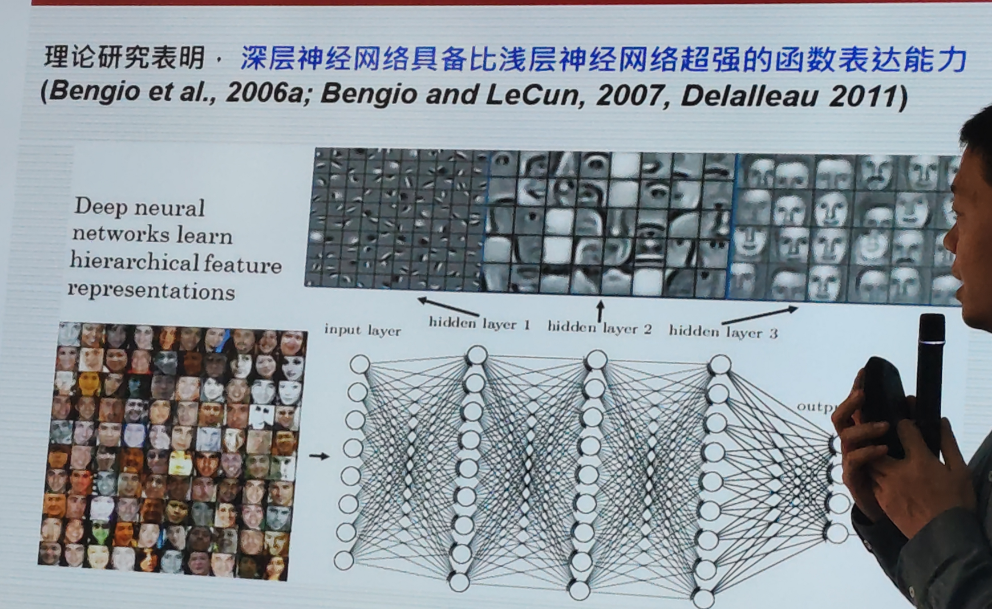 理论研究表明，深层神经网络具备比浅层神经网络超强的函数表达能力
(Bengio et al., 2006a; Bengio and LeCun, 2007, Delalleau 2011)
Deep neural
networks learn
hierarchical feature
representations
input layer
hidden layer 1
hidden layer 2
hidden layer 3